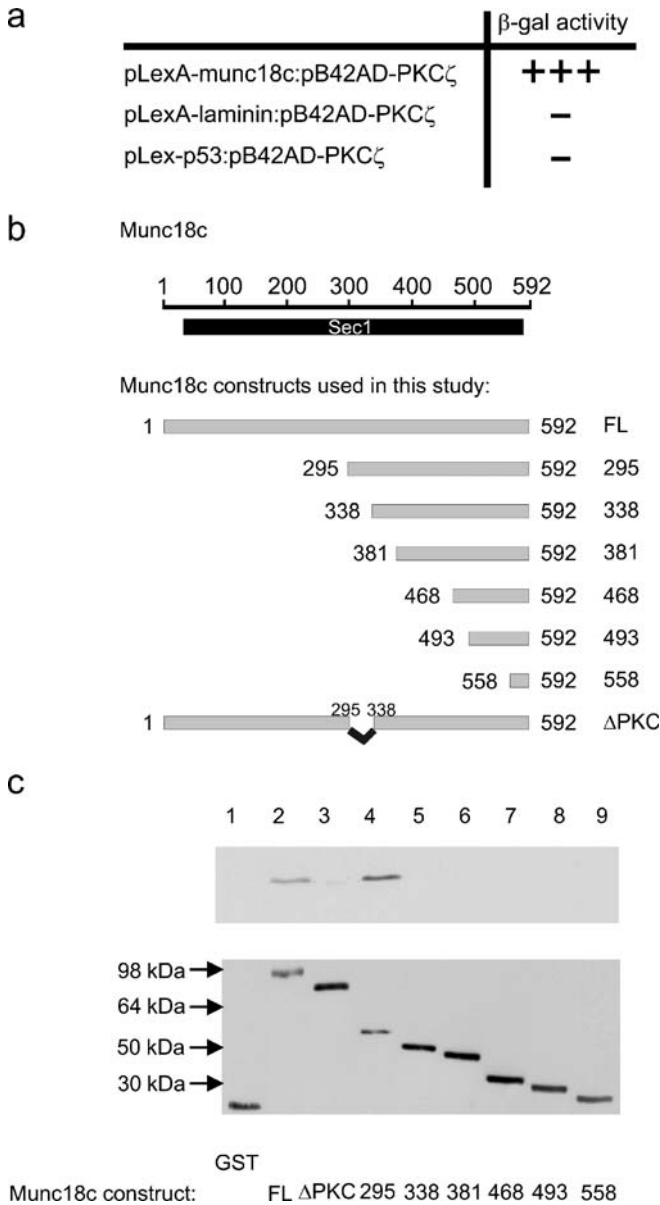 a
β-gal activity
pLexA-munc18c:pB42AD-PKCζ +++
pLexA-laminin:pB42AD-PKCζ –
pLex-p53:pB42AD-PKCζ –
b
Munc18c
1 100 200 300 400 500 592
Sec1
Munc18c constructs used in this study:
1 592 FL
295 592 295
338 592 338
381 592 381
468 592 468
493 592 493
558 592 558
295 338
1 592 ΔPKC
c
1 2 3 4 5 6 7 8 9
98 kDa
64 kDa
50 kDa
30 kDa
GST
Munc18c construct: FL ΔPKC 295 338 381 468 493 558